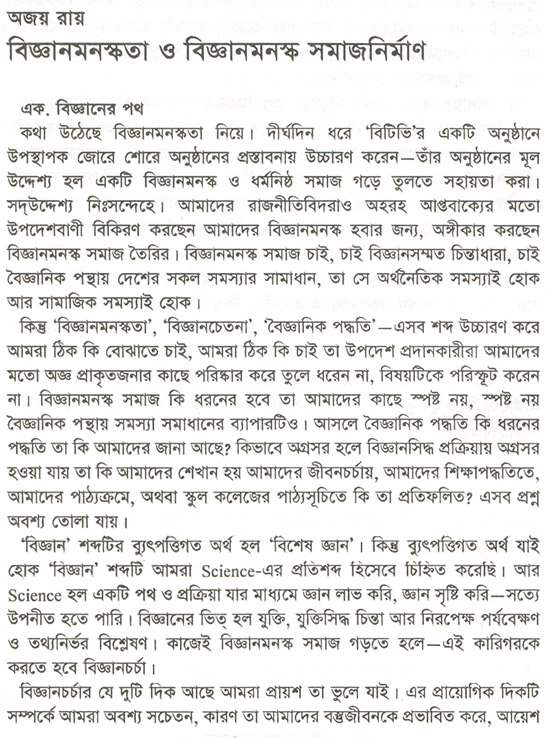 অজয় রায়
বিজ্ঞানমনস্কতা ও বিজ্ঞানমনস্ক সমাজনির্মাণ
এক. বিজ্ঞানের পথ
কথা উঠেছে বিজ্ঞানমনস্কতা নিয়ে। দীর্ঘদিন ধরে ‘বিটিভি’র একটি অনুষ্ঠানে
উপস্থাপক জোরে শোরে অনুষ্ঠানের প্রস্তাবনায় উচ্চারণ করেন—তাঁর অনুষ্ঠানের মূল
উদ্দেশ্য হল একটি বিজ্ঞানমনস্ক ও ধর্মনিষ্ঠ সমাজ গড়ে তুলতে সহায়তা করা।
সদ্‌উদ্দেশ্য নিঃসন্দেহে। আমাদের রাজনীতিবিদরাও অহরহ আপ্তবাক্যের মতো
উপদেশবাণী বিকিরণ করছেন আমাদের বিজ্ঞানমনস্ক হবার জন্য, অঙ্গীকার করছেন
বিজ্ঞানমনস্ক সমাজ তৈরির। বিজ্ঞানমনস্ক সমাজ চাই, চাই বিজ্ঞানসম্মত চিন্তাধারা, চাই
বৈজ্ঞানিক পন্থায় দেশের সকল সমস্যার সামাধান, তা সে অর্থনৈতিক সমস্যাই হোক
আর সামাজিক সমস্যাই হোক।
কিন্তু ‘বিজ্ঞানমনস্কতা’, ‘বিজ্ঞানচেতনা’, ‘বৈজ্ঞানিক পদ্ধতি’—এসব শব্দ উচ্চারণ করে
আমরা ঠিক কি বোঝাতে চাই, আমরা ঠিক কি চাই তা উপদেশ প্রদানকারীরা আমাদের
মতো অজ্ঞ প্রাকৃতজনার কাছে পরিষ্কার করে তুলে ধরেন না, বিষয়টিকে পরিস্ফুট করেন
না। বিজ্ঞানমনস্ক সমাজ কি ধরনের হবে তা আমাদের কাছে স্পষ্ট নয়, স্পষ্ট নয়
বৈজ্ঞানিক পন্থায় সমস্যা সমাধানের ব্যাপারটিও। আসলে বৈজ্ঞানিক পদ্ধতি কি ধরনের
পদ্ধতি তা কি আমাদের জানা আছে? কিভাবে অগ্রসর হলে বিজ্ঞানসিদ্ধ প্রক্রিয়ায় অগ্রসর
হওয়া যায় তা কি আমাদের শেখান হয় আমাদের জীবনচর্চায়, আমাদের শিক্ষাপদ্ধতিতে,
আমাদের পাঠ্যক্রমে, অথবা স্কুল কলেজের পাঠ্যসূচিতে কি তা প্রতিফলিত? এসব প্রশ্ন
অবশ্য তোলা যায়।
‘বিজ্ঞান’ শব্দটির ব্যুৎপত্তিগত অর্থ হল ‘বিশেষ জ্ঞান’। কিন্তু ব্যুৎপত্তিগত অর্থ যাই
হোক ‘বিজ্ঞান’ শব্দটি আমরা Science-এর প্রতিশব্দ হিসেবে চিহ্নিত করেছি। আর
Science হল একটি পথ ও প্রক্রিয়া যার মাধ্যমে জ্ঞান লাভ করি, জ্ঞান সৃষ্টি করি—সত্যে
উপনীত হতে পারি। বিজ্ঞানের ভিত্‌ হল যুক্তি, যুক্তিসিদ্ধ চিন্তা আর নিরপেক্ষ পর্যবেক্ষণ
ও তথ্যনির্ভর বিশ্লেষণ। কাজেই বিজ্ঞানমনস্ক সমাজ গড়তে হলে—এই কারিগরকে
করতে হবে বিজ্ঞানচর্চা।
বিজ্ঞানচর্চার যে দুটি দিক আছে আমরা প্রায়শ তা ভুলে যাই। এর প্রায়োগিক দিকটি
সম্পর্কে আমরা অবশ্য সচেতন, কারণ তা আমাদের বস্তুজীবনকে প্রভাবিত করে, আয়েশ